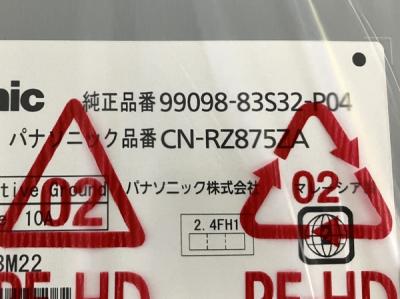 nic 純正品番 99098-83S32-P04
パナソニック品番 CN-RZ875ZA
Ground パナソニック株式会社 マレーシア
10A 2.4FH1
02 02
M22
PE-HD PE-HD